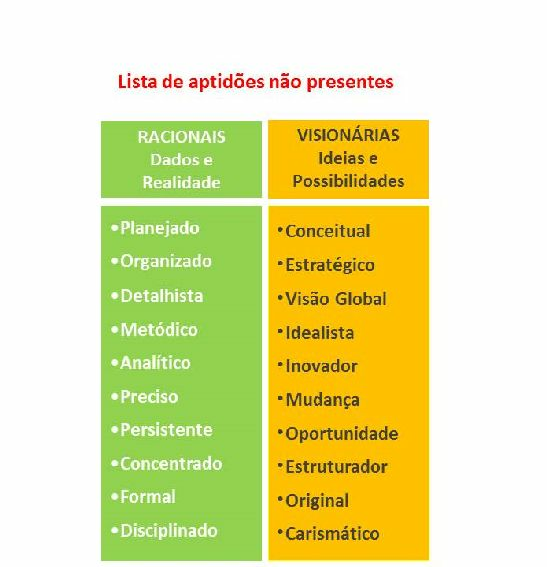 Lista de aptidões não presentes
RACIONAIS
Dados e
Realidade
•Planejado
•Organizado
•Detalhista
•Metódico
•Analítico
•Preciso
•Persistente
•Concentrado
•Formal
•Disciplinado
VISIONÁRIAS
Ideias e
Possibilidades
•Conceitual
•Estratégico
•Visão Global
•Idealista
•Inovador
•Mudança
•Oportunidade
•Estruturador
•Original
•Carismático